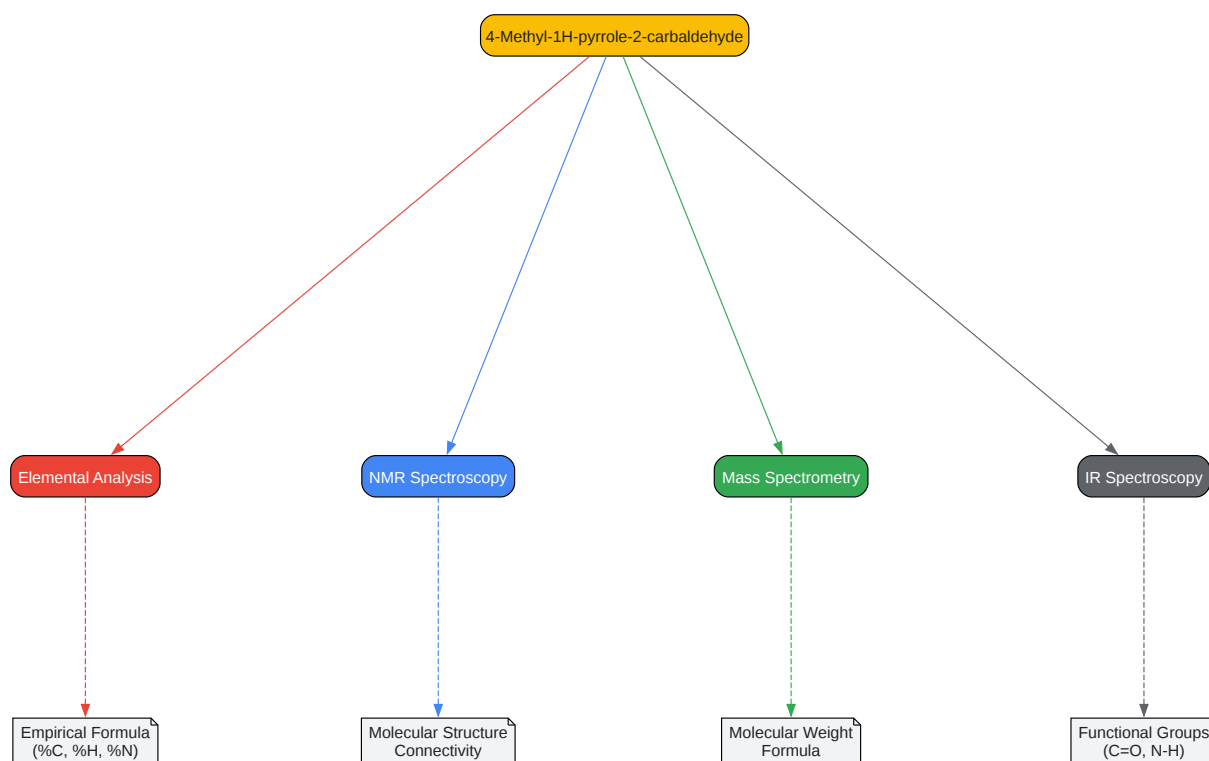 4-Methyl-1H-pyrrole-2-carbaldehyde
Elemental Analysis
NMR Spectroscopy
Mass Spectrometry
IR Spectroscopy
Empirical Formula
(%C, %H, %N)
Molecular Structure
Connectivity
Molecular Weight
Formula
Functional Groups
(C=O, N-H)